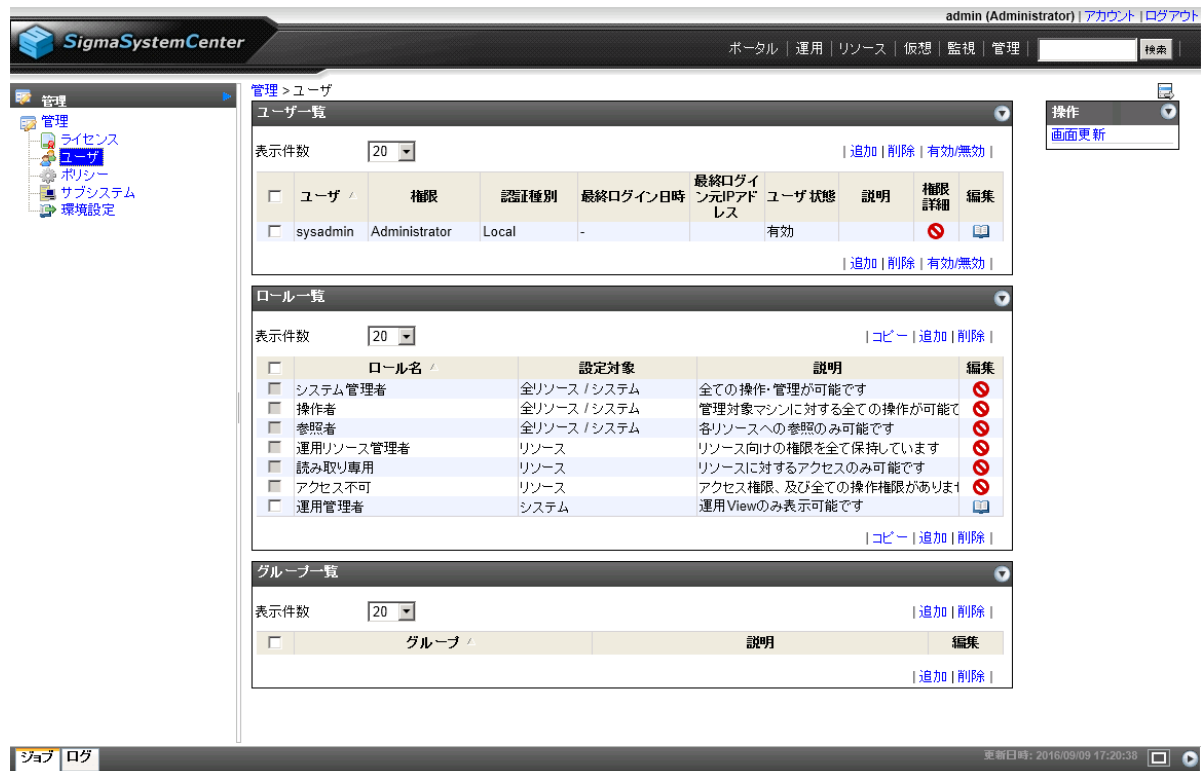 admin (Administrator) | アカウント | ログアウト
SigmaSystemCenter
ポータル | 運用 | リソース | 仮想 | 監視 | 管理 | 検索 |
管理
管理
ライセンス
ユーザ
ポリシー
サブシステム
環境設定
管理 > ユーザ
ユーザ一覧
表示件数 20 | 追加 | 削除 | 有効/無効 |
ユーザ 権限 認証種別 最終ログイン日時 最終ログイン元IPアドレス ユーザ状態 説明 権限詳細 編集
sysadmin Administrator Local - 有効
| 追加 | 削除 | 有効/無効 |
ロール一覧
表示件数 20 | コピー | 追加 | 削除 |
ロール名 設定対象 説明 編集
システム管理者 全リソース / システム 全ての操作・管理が可能です
操作者 全リソース / システム 管理対象マシンに対する全ての操作が可能で
参照者 全リソース / システム 各リソースへの参照のみ可能です
運用リソース管理者 リソース リソース向けの権限を全て保持しています
読み取り専用 リソース リソースに対するアクセスのみ可能です
アクセス不可 リソース アクセス権限、及び全ての操作権限がありませ
運用管理者 システム 運用Viewのみ表示可能です
| コピー | 追加 | 削除 |
グループ一覧
表示件数 20 | 追加 | 削除 |
グループ 説明 編集
| 追加 | 削除 |
操作
画面更新
ジョブ ログ
更新日時: 2016/09/09 17:20:38